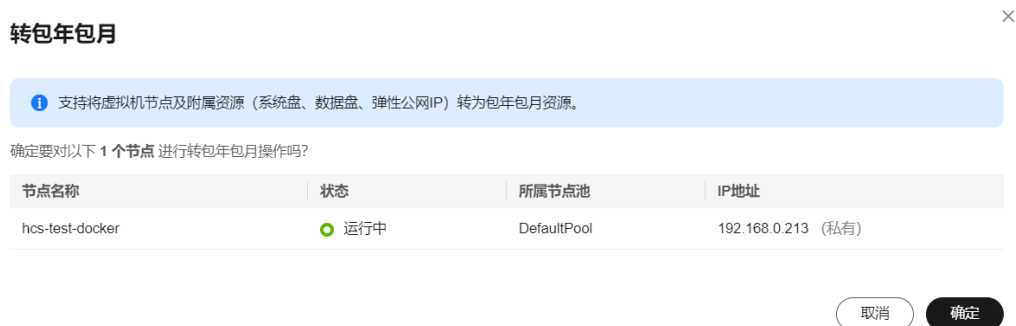 转包年包月
支持将虚拟机节点及附属资源（系统盘、数据盘、弹性公网IP）转为包年包月资源。
确定要对以下 1 个节点 进行转包年包月操作吗?
节点名称 状态 所属节点池 IP地址
hcs-test-docker 运行中 DefaultPool 192.168.0.213 （私有）
取消 确定